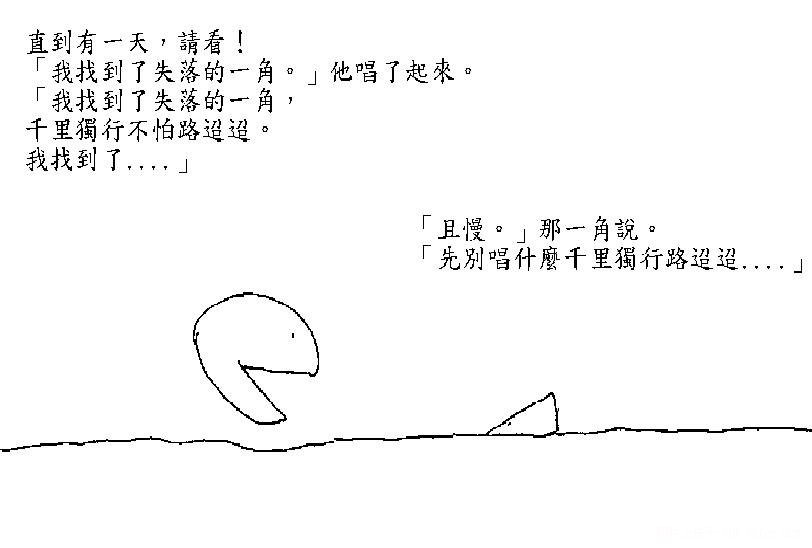 直到有一天，請看！
「我找到了失落的一角。」他唱了起來。
「我找到了失落的一角，
千里獨行不怕路迢迢。
我找到了....」
「且慢。」那一角說。
「先別唱什麼千里獨行路迢迢....」